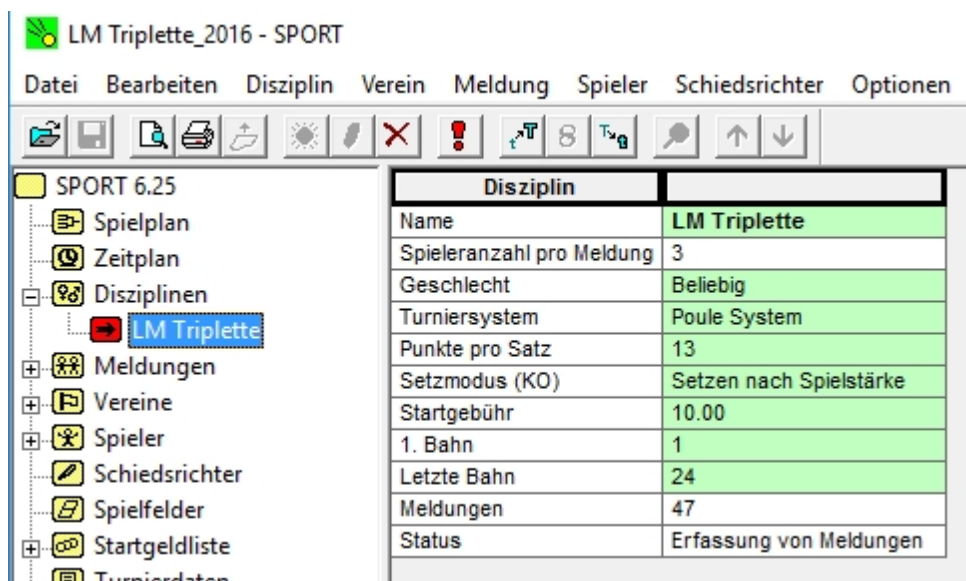 LM Triplette_2016 - SPORT
Datei Bearbeiten Disziplin Verein Meldung Spieler Schiedsrichter Optionen
SPORT 6.25
Spielplan
Zeitplan
Disziplinen
LM Triplette
Meldungen
Vereine
Spieler
Schiedsrichter
Spielfelder
Startgeldliste
Turnierdaten
Disziplin
Name LM Triplette
Spieleranzahl pro Meldung 3
Geschlecht Beliebig
Turniersystem Poule System
Punkte pro Satz 13
Setzmodus (KO) Setzen nach Spielstärke
Startgebühr 10.00
1. Bahn 1
Letzte Bahn 24
Meldungen 47
Status Erfassung von Meldungen